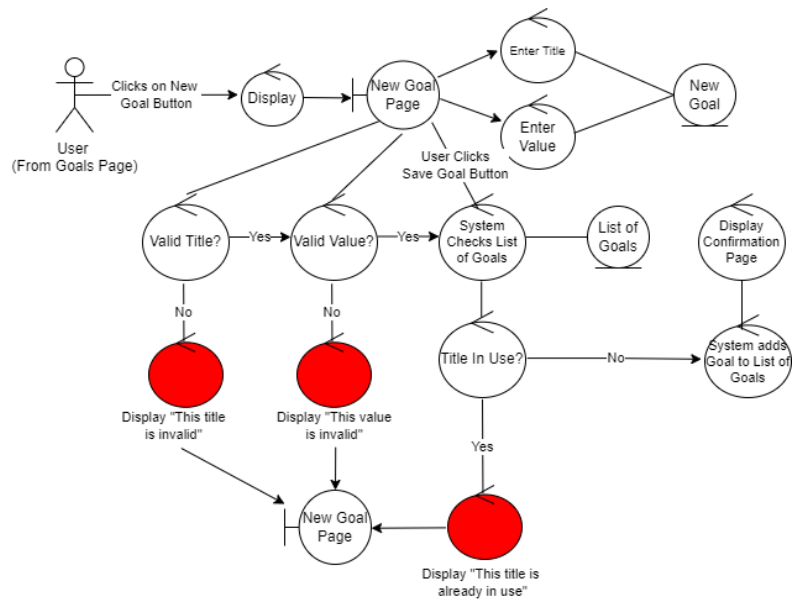 Clicks on New
Goal Button
User
(From Goals Page)
Display
New Goal
Page
Enter Title
Enter
Value
New
Goal
User Clicks
Save Goal Button
Valid Title?
Yes
Valid Value?
Yes
System
Checks List
of Goals
List of
Goals
Display
Confirmation
Page
No
No
Title In Use?
No
System adds
Goal to List of
Goals
Display "This title
is invalid"
Display "This value
is invalid"
Yes
New Goal
Page
Display "This title is
already in use"